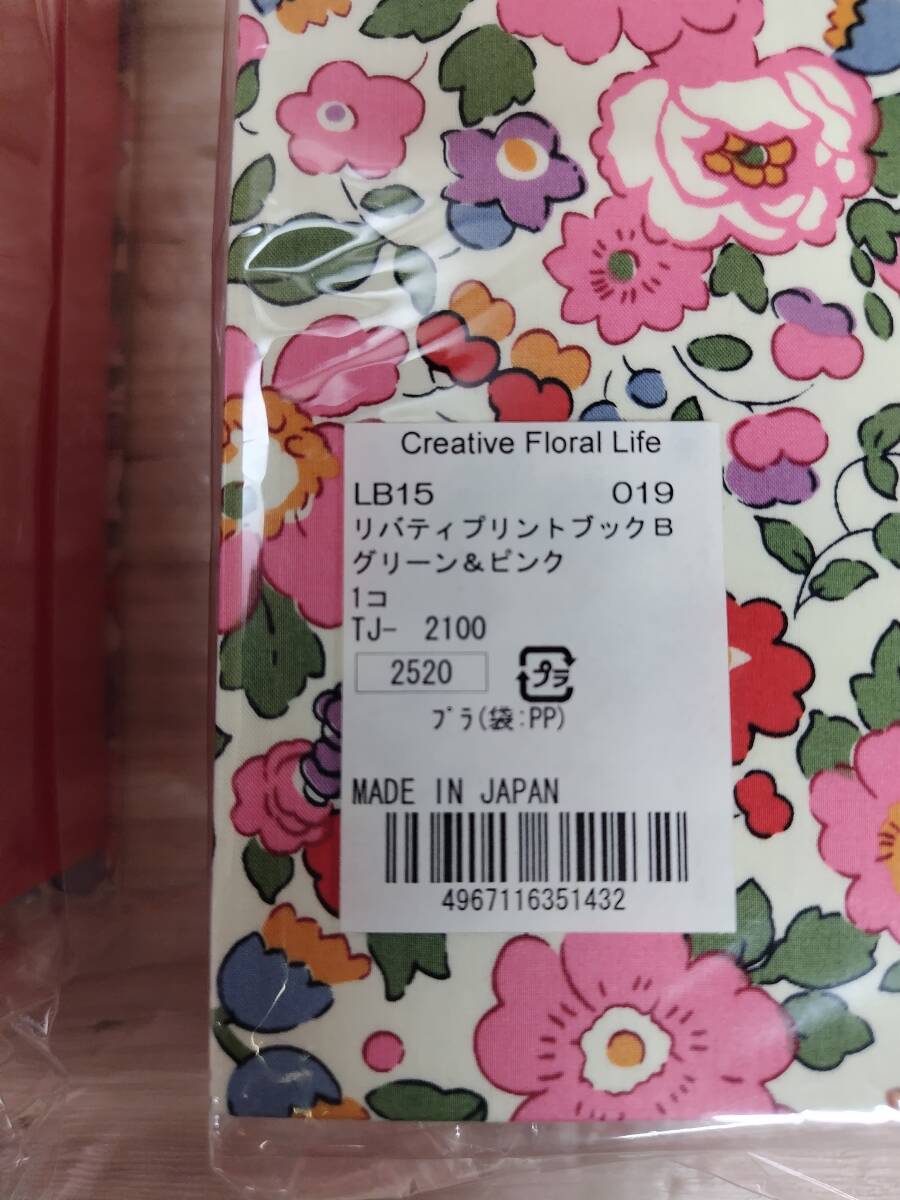 Creative Floral Life
LB15 019
リバティプリントブックB
グリーン&ピンク
1コ
TJ- 2100
2520 プラ
プラ(袋:PP)
MADE IN JAPAN
4967116351432